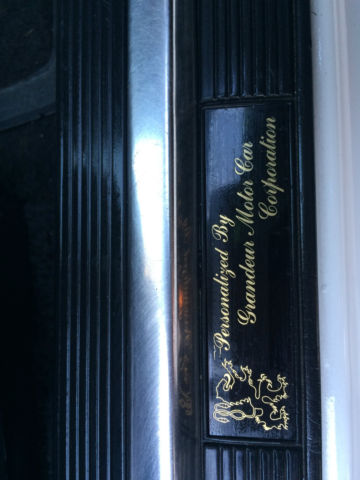 Personalized By
Grandeur Motor Car
Corporation